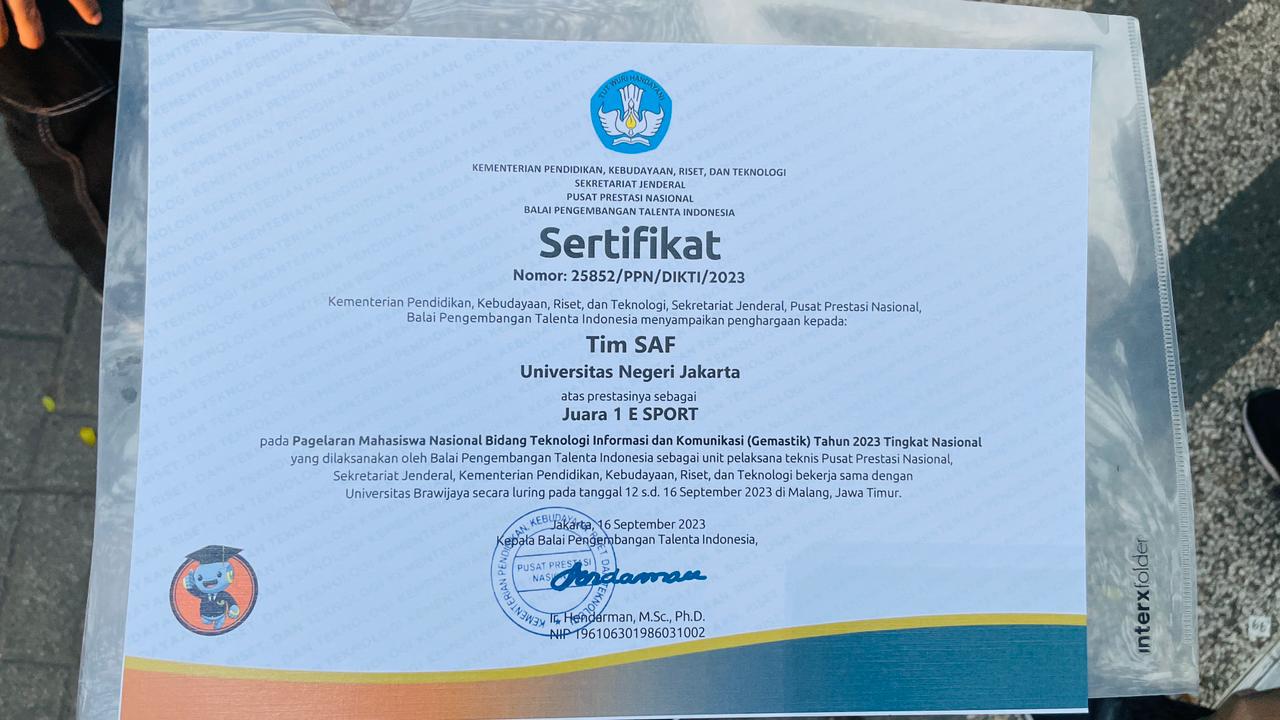 TUT WURI HANDAYANI
KEMENTERIAN PENDIDIKAN, KEBUDAYAAN, RISET, DAN TEKNOLOGI
SEKRETARIAT JENDERAL
PUSAT PRESTASI NASIONAL
BALAI PENGEMBANGAN TALENTA INDONESIA
Sertifikat
Nomor: 25852/PPN/DIKTI/2023
Kementerian Pendidikan, Kebudayaan, Riset, dan Teknologi, Sekretariat Jenderal, Pusat Prestasi Nasional,
Balai Pengembangan Talenta Indonesia menyampaikan penghargaan kepada:
Tim SAF
Universitas Negeri Jakarta
atas prestasinya sebagai
Juara 1 E SPORT
pada Pagelaran Mahasiswa Nasional Bidang Teknologi Informasi dan Komunikasi (Gemastik) Tahun 2023 Tingkat Nasional
yang dilaksanakan oleh Balai Pengembangan Talenta Indonesia sebagai unit pelaksana teknis Pusat Prestasi Nasional,
Sekretariat Jenderal, Kementerian Pendidikan, Kebudayaan, Riset, dan Teknologi bekerja sama dengan
Universitas Brawijaya secara luring pada tanggal 12 s.d. 16 September 2023 di Malang, Jawa Timur.
Jakarta, 16 September 2023
Kepala Balai Pengembangan Talenta Indonesia,
KEMENTERIAN PENDIDIKAN, KEBUDAYAAN, RISET DAN TEKNOLOGI
PUSAT PRESTASI
Hendarman
Ir. Hendarman, M.Sc., Ph.D.
NIP 196106301986031002
interxfolder